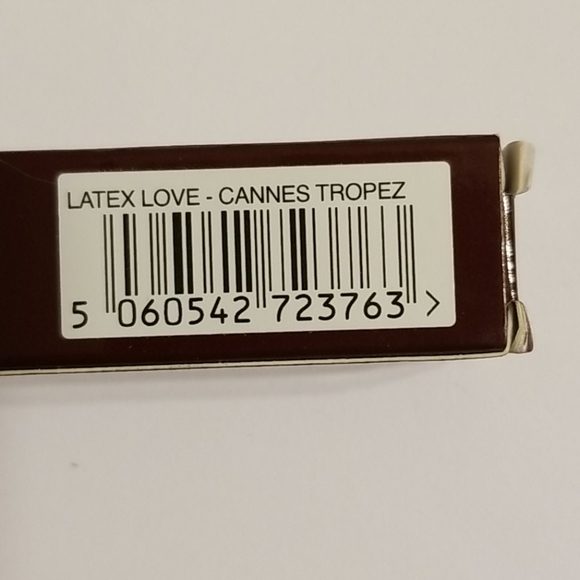 LATEX LOVE - CANNES TROPEZ
5 060542 723763 >